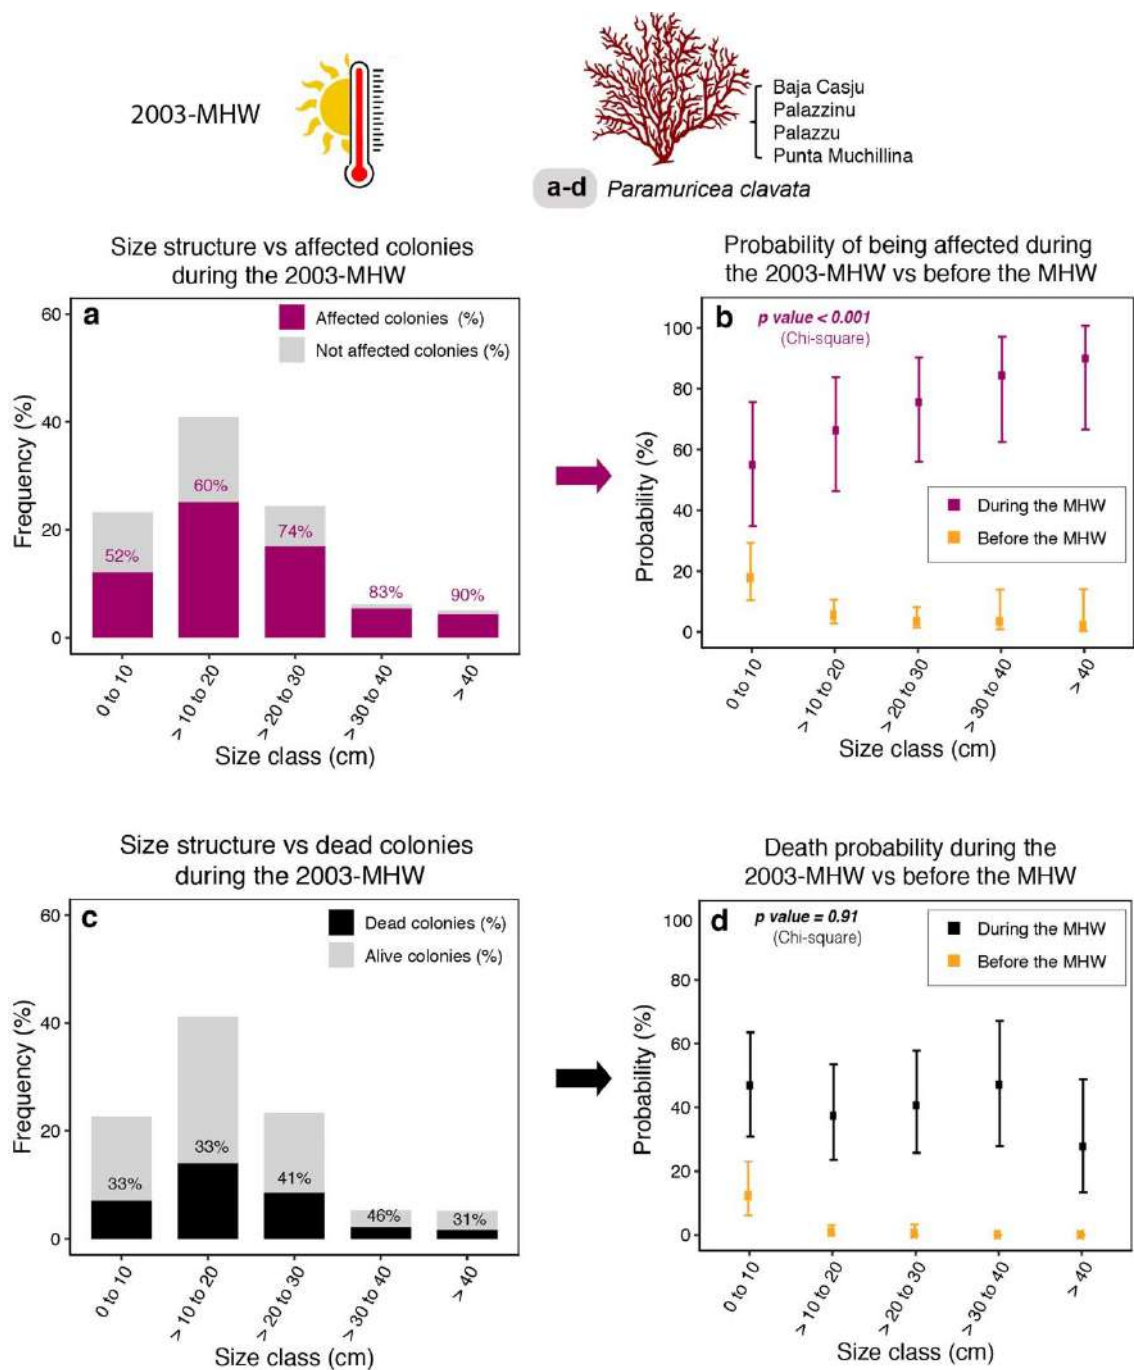 2003-MHW
Baja Casju
Palazzinu
Palazzu
Punta Muchillina
a-d Paramuricea clavata
Size structure vs affected colonies
during the 2003-MHW
a
Affected colonies (%)
Not affected colonies (%)
Frequency (%)
60
40
20
0
52%
60%
74%
83%
90%
0 to 10
> 10 to 20
> 20 to 30
> 30 to 40
> 40
Size class (cm)
Probability of being affected during
the 2003-MHW vs before the MHW
b
p value < 0.001
(Chi-square)
During the MHW
Before the MHW
Probability (%)
100
80
60
40
20
0
0 to 10
> 10 to 20
> 20 to 30
> 30 to 40
> 40
Size class (cm)
Size structure vs dead colonies
during the 2003-MHW
c
Dead colonies (%)
Alive colonies (%)
Frequency (%)
60
40
20
0
33%
33%
41%
46%
31%
0 to 10
> 10 to 20
> 20 to 30
> 30 to 40
> 40
Size class (cm)
Death probability during the
2003-MHW vs before the MHW
d
p value = 0.91
(Chi-square)
During the MHW
Before the MHW
Probability (%)
100
80
60
40
20
0
0 to 10
> 10 to 20
> 20 to 30
> 30 to 40
> 40
Size class (cm)